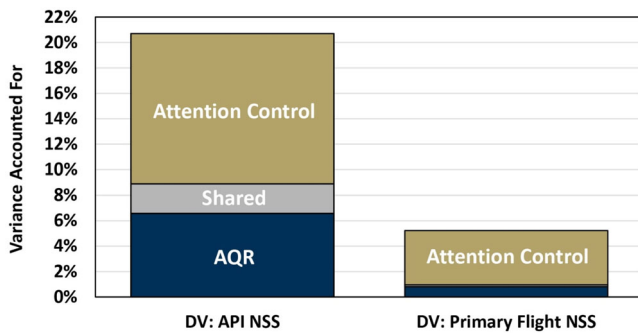 Variance Accounted For
22%
20%
18%
16%
14%
12%
10%
8%
6%
4%
2%
0%
Attention Control
Shared
AQR
Attention Control
DV: API NSS
DV: Primary Flight NSS